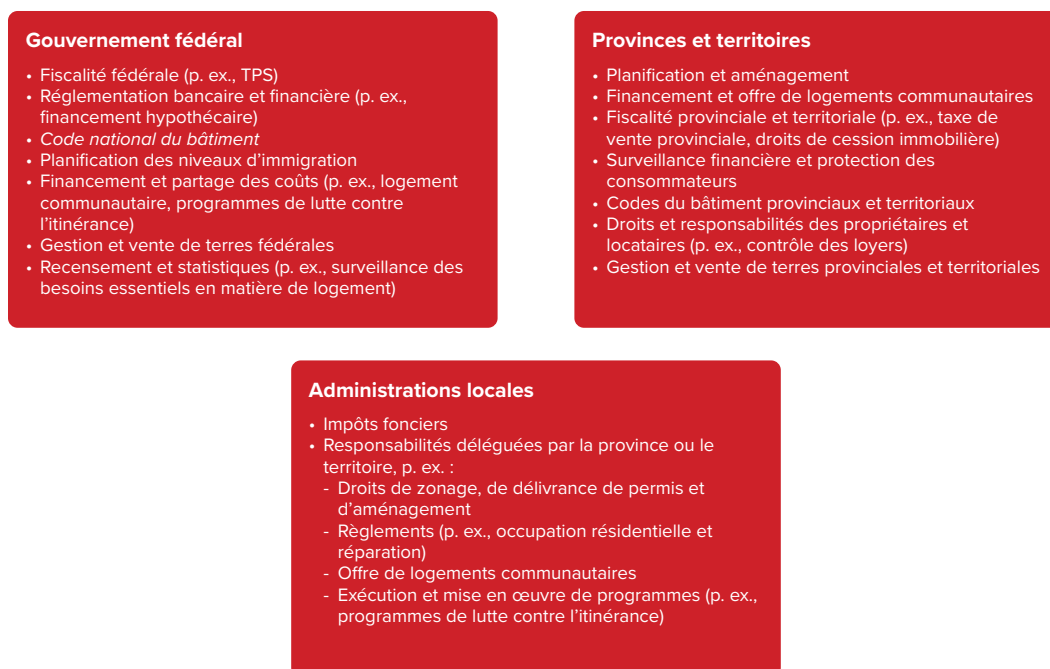 Gouvernement fédéral
• Fiscalité fédérale (p. ex., TPS)
• Réglementation bancaire et financière (p. ex.,
financement hypothécaire)
• Code national du bâtiment
• Planification des niveaux d’immigration
• Financement et partage des coûts (p. ex., logement
communautaire, programmes de lutte contre
l’itinérance)
• Gestion et vente de terres fédérales
• Recensement et statistiques (p. ex., surveillance des
besoins essentiels en matière de logement)
Provinces et territoires
• Planification et aménagement
• Financement et offre de logements communautaires
• Fiscalité provinciale et territoriale (p. ex., taxe de
vente provinciale, droits de cession immobilière)
• Surveillance financière et protection des
consommateurs
• Codes du bâtiment provinciaux et territoriaux
• Droits et responsabilités des propriétaires et
locataires (p. ex., contrôle des loyers)
• Gestion et vente de terres provinciales et territoriales
Administrations locales
• Impôts fonciers
• Responsabilités déléguées par la province ou le
territoire, p. ex. :
- Droits de zonage, de délivrance de permis et
d’aménagement
- Règlements (p. ex., occupation résidentielle et
réparation)
- Offre de logements communautaires
- Exécution et mise en œuvre de programmes (p. ex.,
programmes de lutte contre l’itinérance)